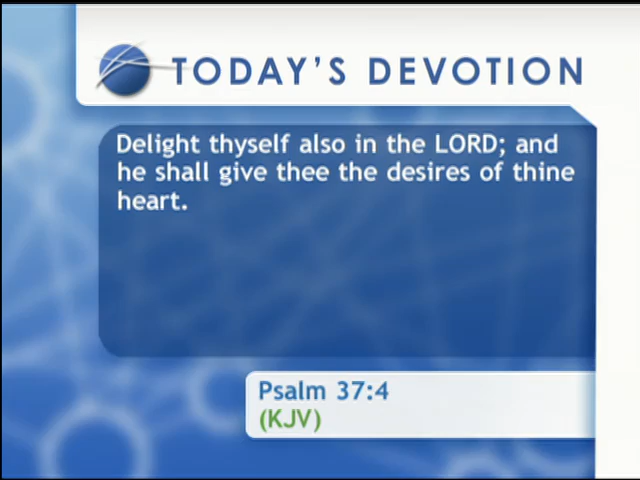 TODAY'S DEVOTION
Delight thyself also in the LORD; and
he shall give thee the desires of thine
heart.
Psalm 37:4
(KJV)